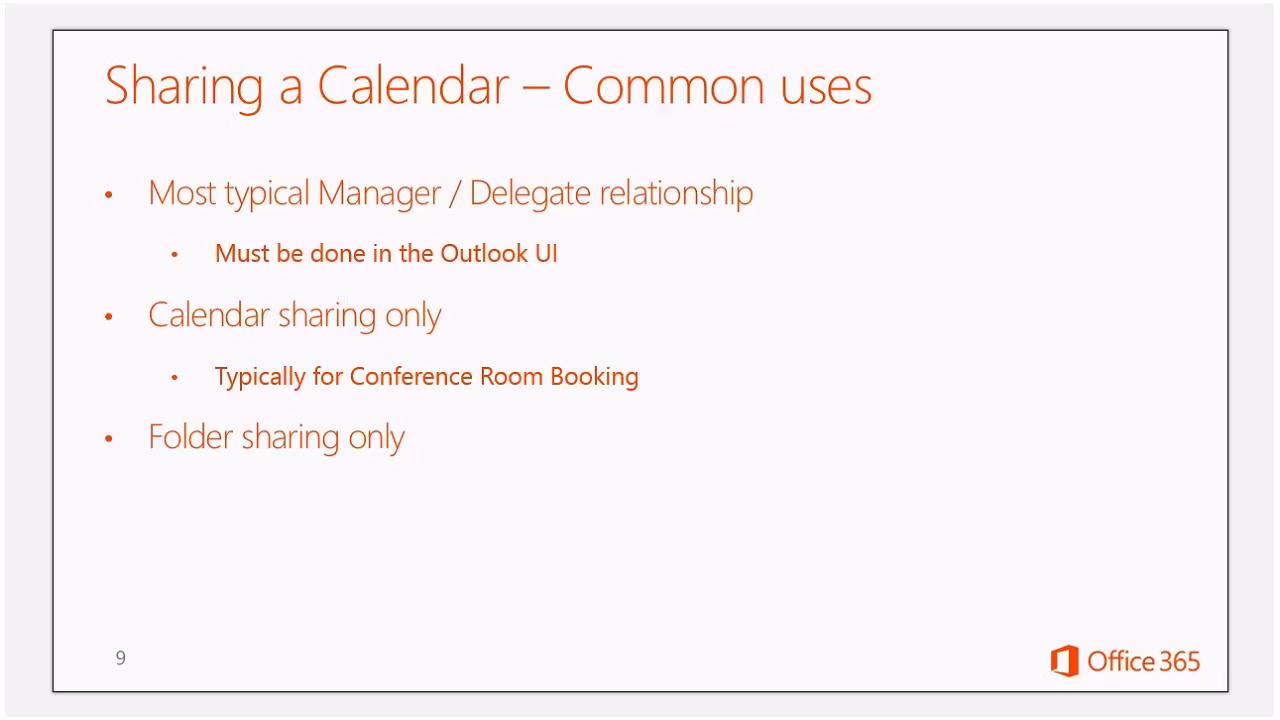 Sharing a Calendar – Common uses
• Most typical Manager / Delegate relationship
• Must be done in the Outlook UI
• Calendar sharing only
• Typically for Conference Room Booking
• Folder sharing only
9
Office 365